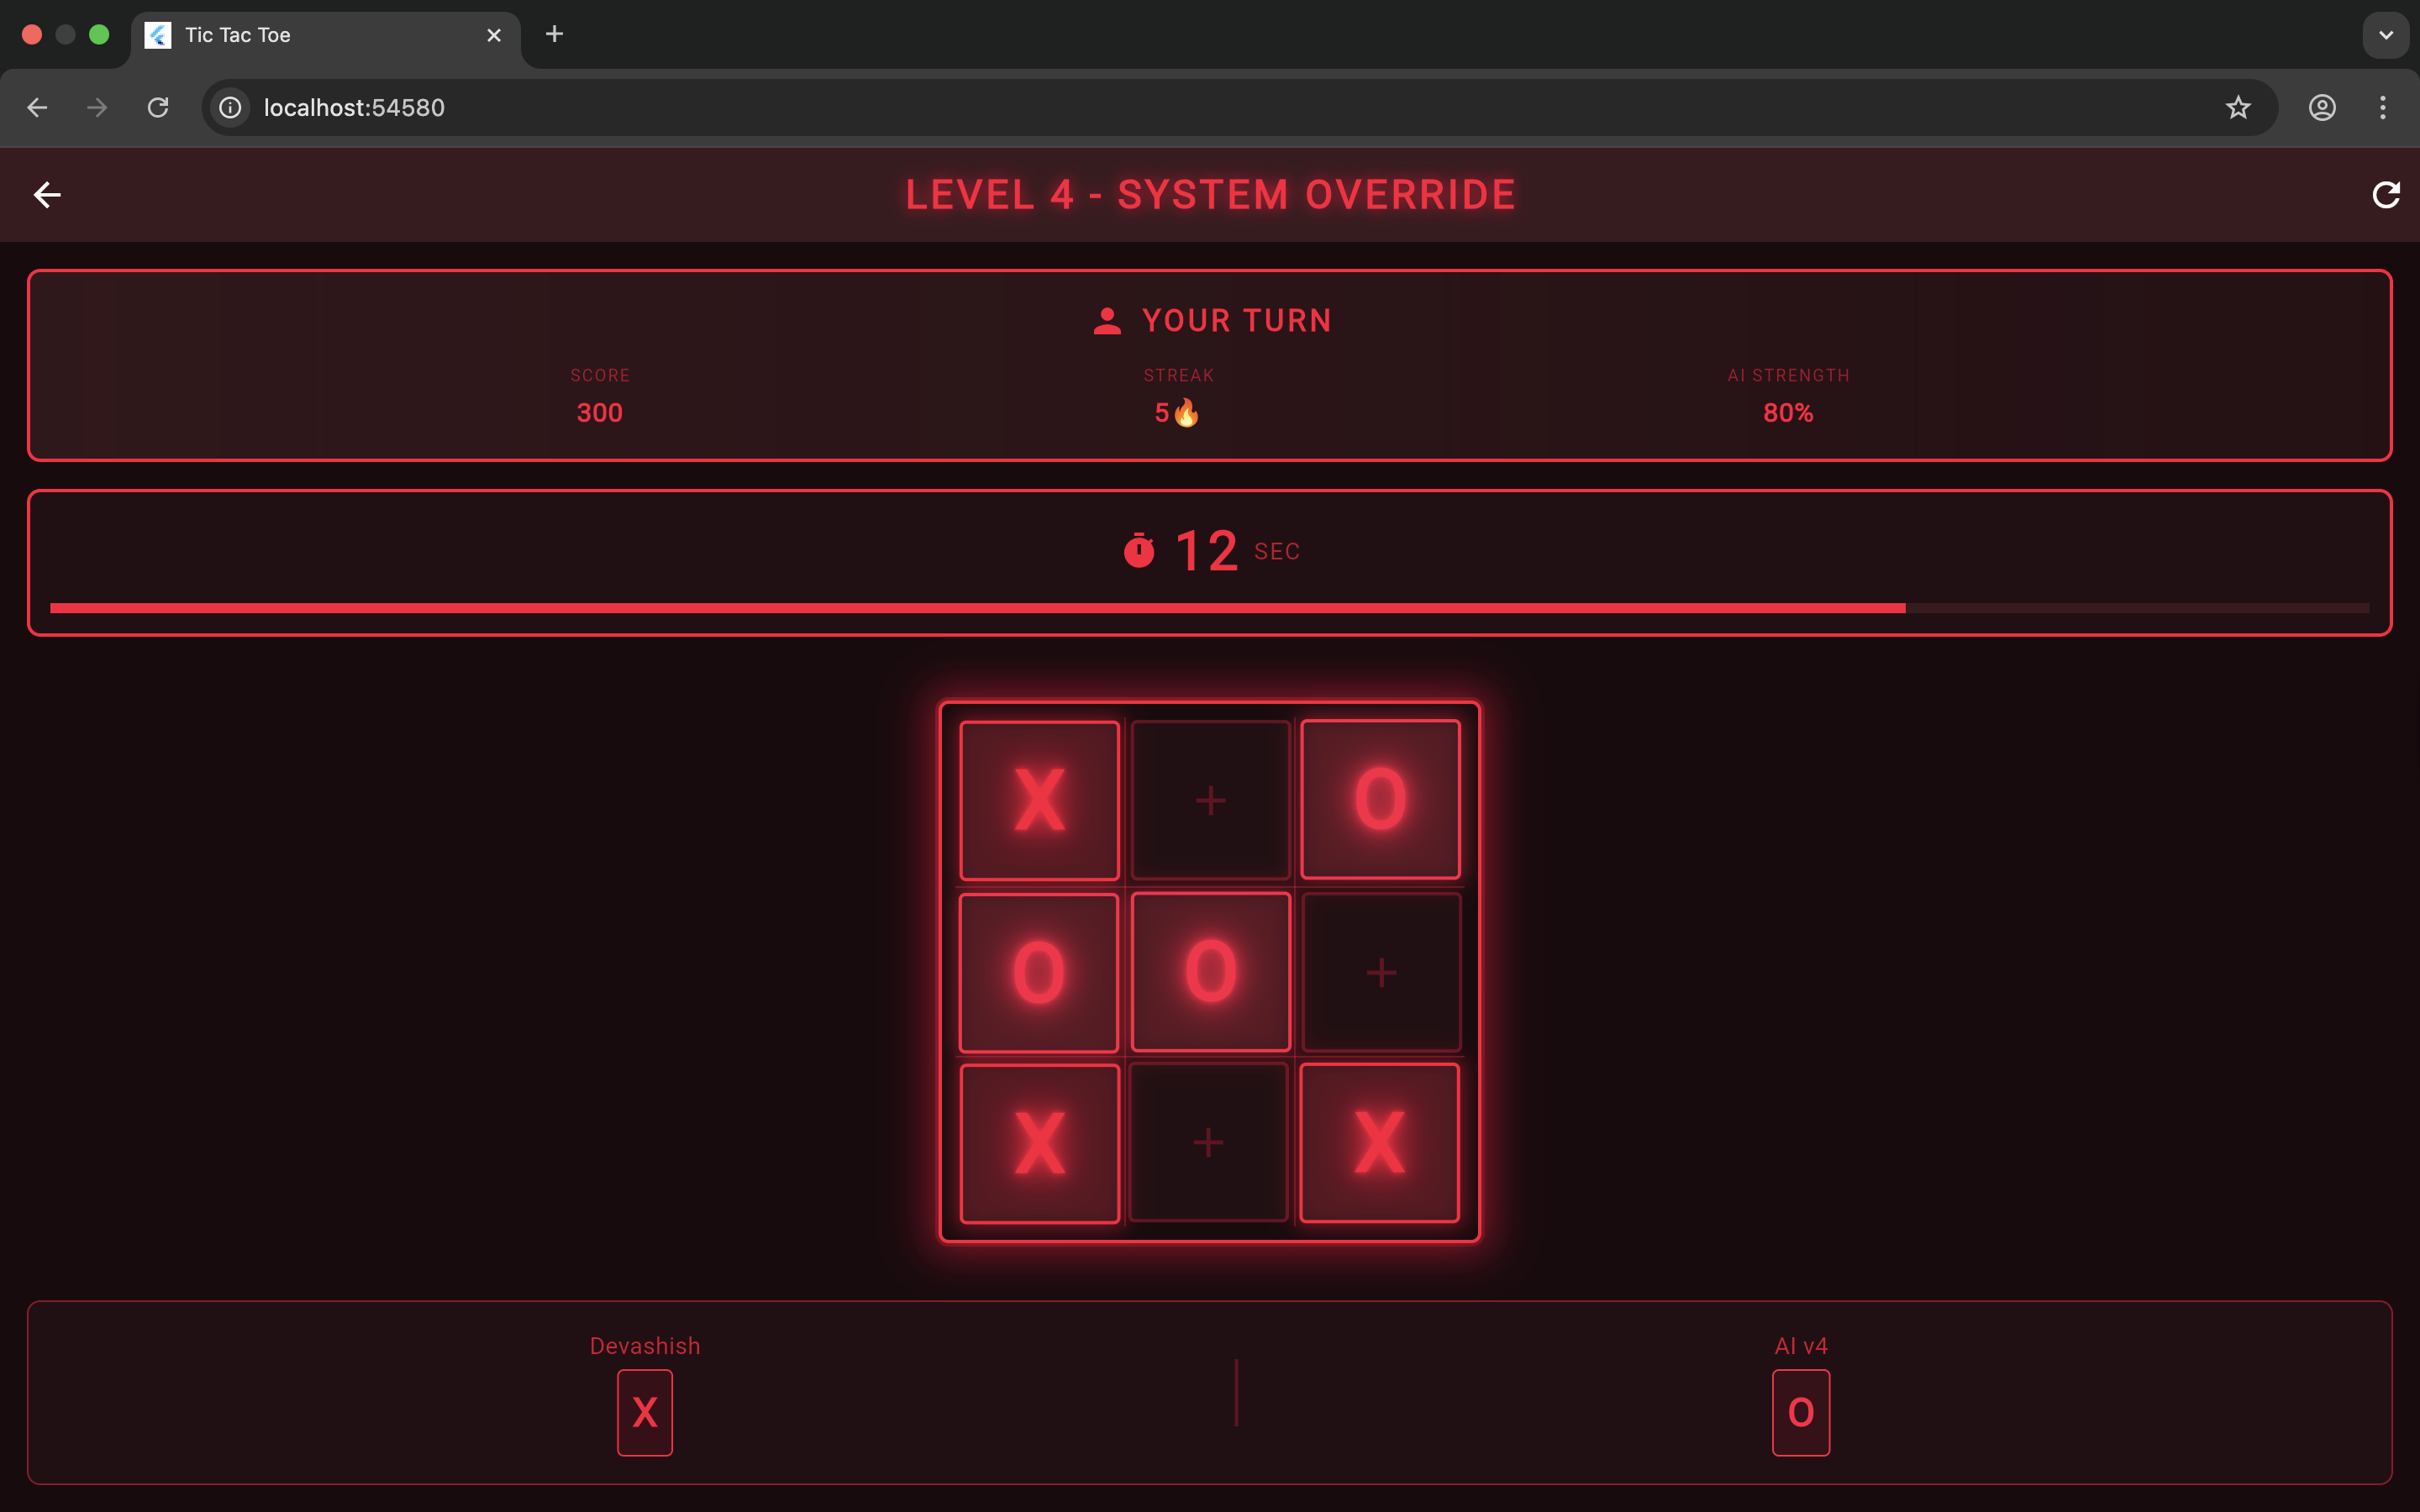 Tic Tac Toe
localhost:54580
LEVEL 4 - SYSTEM OVERRIDE
YOUR TURN
SCORE STREAK AI STRENGTH
300 5🔥 80%
12 SEC
X + O
O O +
X + X
Devashish AI v4
X O